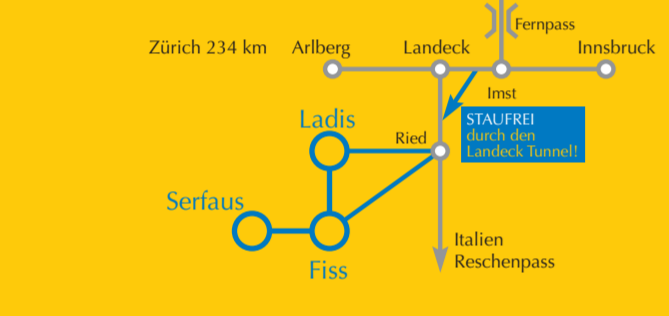 Fernpass
Zürich 234 km
Arlberg
Landeck
Innsbruck
Imst
Ladis
Ried
STAUFREI
durch den
Landeck Tunnel!
Serfaus
Fiss
Italien
Reschenpass